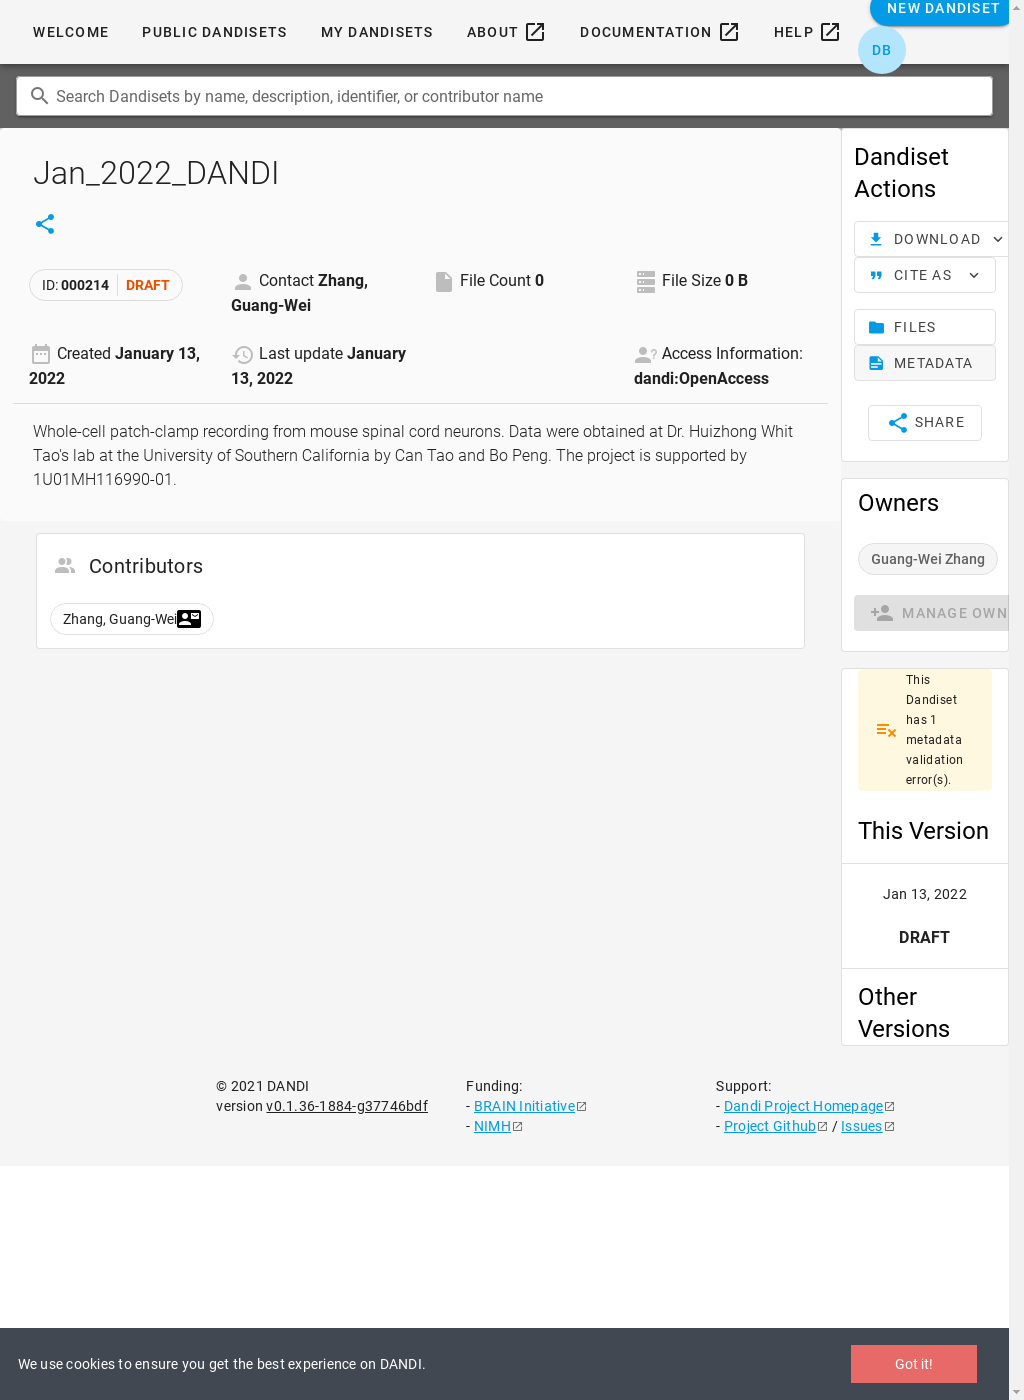 WELCOME
PUBLIC DANDISETS
MY DANDISETS
ABOUT
DOCUMENTATION
HELP
NEW DANDISET
DB
Search Dandisets by name, description, identifier, or contributor name
Jan_2022_DANDI
ID: 000214 DRAFT
Contact Zhang,
Guang-Wei
File Count 0
File Size 0 B
Created January 13,
2022
Last update January
13, 2022
Access Information:
dandi:OpenAccess
Whole-cell patch-clamp recording from mouse spinal cord neurons. Data were obtained at Dr. Huizhong Whit
Tao's lab at the University of Southern California by Can Tao and Bo Peng. The project is supported by
1U01MH116990-01.
Contributors
Zhang, Guang-Wei
Dandiset
Actions
DOWNLOAD
CITE AS
FILES
METADATA
SHARE
Owners
Guang-Wei Zhang
MANAGE OWN
This
Dandiset
has 1
metadata
validation
error(s).
This Version
Jan 13, 2022
DRAFT
Other
Versions
© 2021 DANDI
version v0.1.36-1884-g37746bdf
Funding:
- BRAIN Initiative
- NIMH
Support:
- Dandi Project Homepage
- Project Github / Issues
We use cookies to ensure you get the best experience on DANDI.
Got it!